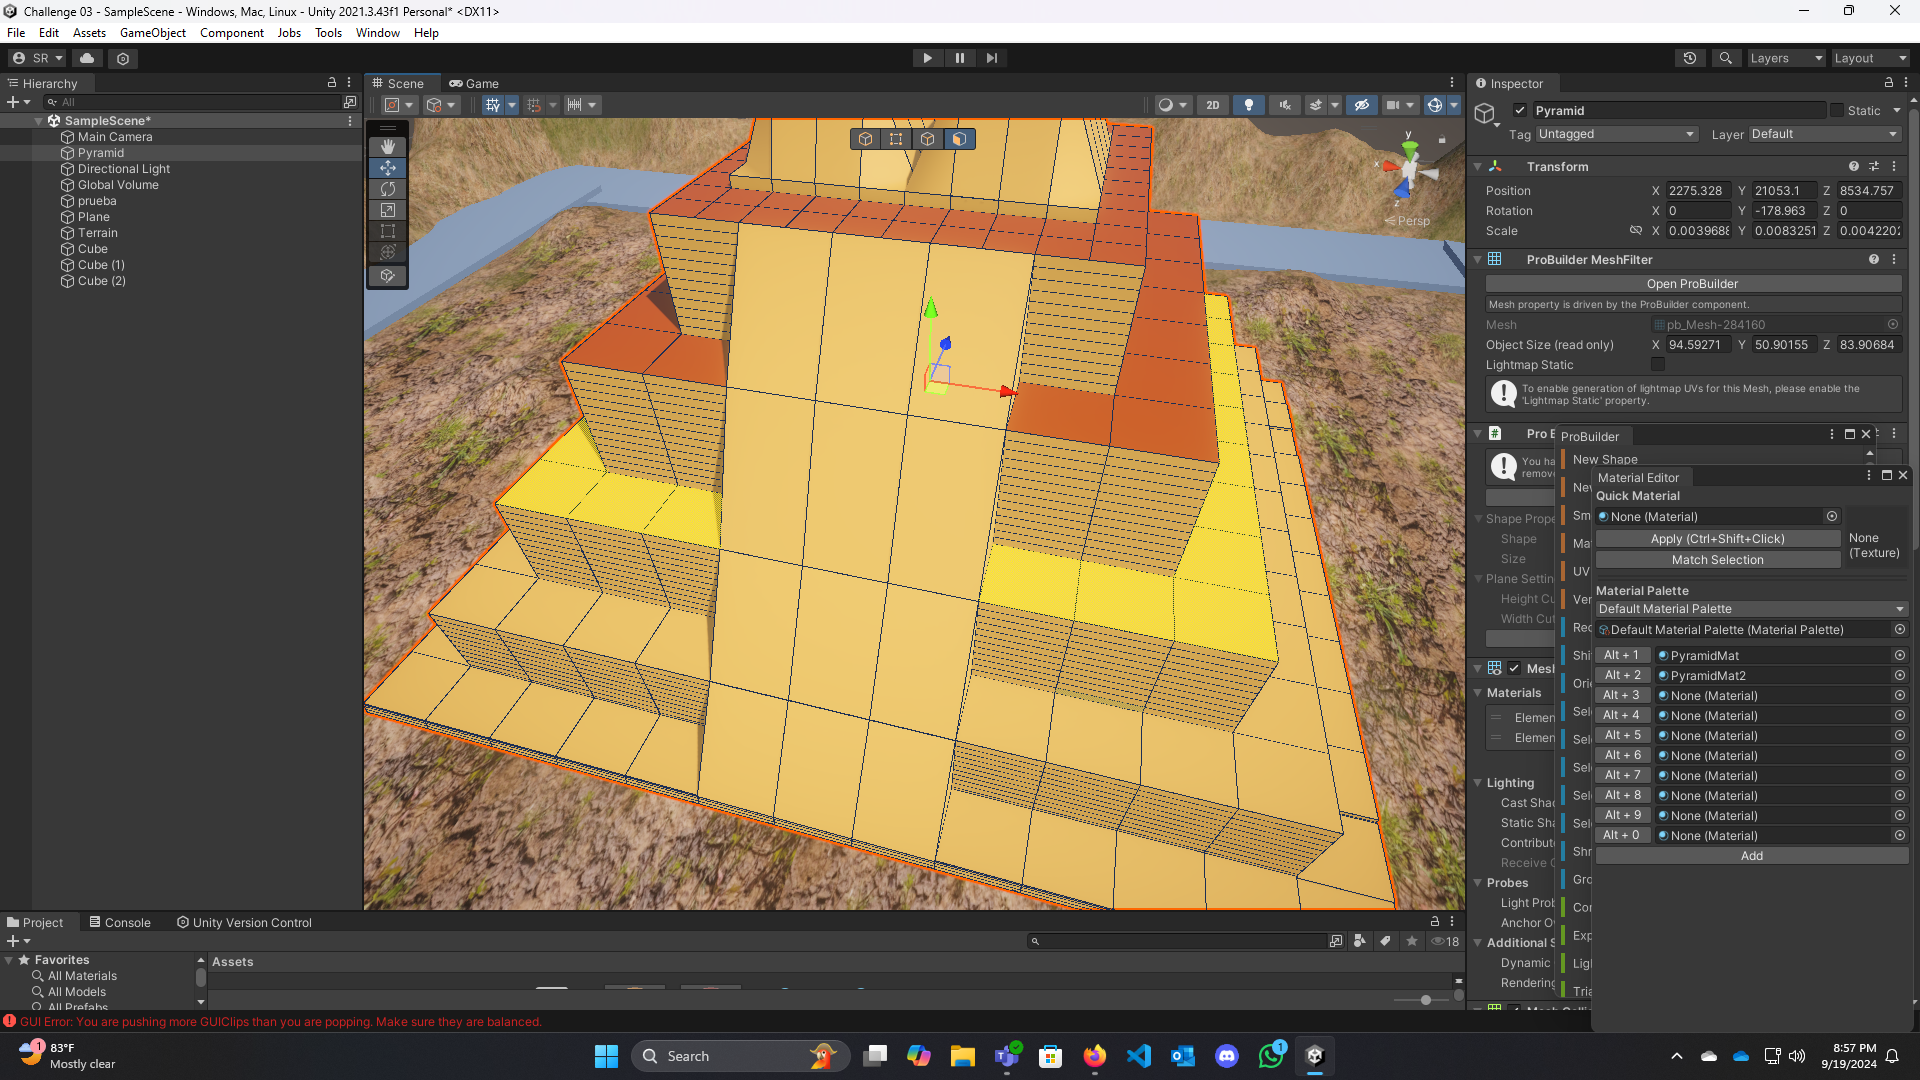 Challenge 03 - SampleScene - Windows, Mac, Linux - Unity 2021.3.43f1 Personal* <DX11>
File Edit Assets GameObject Component Jobs Tools Window Help
SR
Layers
Layout
Hierarchy
All
SampleScene*
Main Camera
Pyramid
Directional Light
Global Volume
prueba
Plane
Terrain
Cube
Cube (1)
Cube (2)
Scene
Game
2D
y
x
z
Persp
Inspector
Pyramid
Static
Tag Untagged
Layer Default
Transform
Position X 2275.328 Y 21053.1 Z 8534.757
Rotation X 0 Y -178.963 Z 0
Scale X 0.0039688 Y 0.0083251 Z 0.0042202
ProBuilder MeshFilter
Open ProBuilder
Mesh property is driven by the ProBuilder component.
Mesh pb_Mesh-284160
Object Size (read only) X 94.59271 Y 50.90155 Z 83.90684
Lightmap Static
To enable generation of lightmap UVs for this Mesh, please enable the
'Lightmap Static' property.
Pro B
You ha
remove
Shape Prope
Shape
Size
Plane Settin
Height Cu
Width Cut
Mesh
Materials
Elemen
Elemen
Lighting
Cast Shad
Static Sha
Contribut
Receive G
Probes
Light Prob
Anchor Ov
Additional S
Dynamic
Rendering
ProBuilder
New Shape
New
Sm
Mat
UV
Ver
Rec
Shi
Orie
Sel
Sel
Sel
Sel
Sel
Shr
Gro
Con
Exp
Lig
Tria
Material Editor
Quick Material
None (Material)
Apply (Ctrl+Shift+Click)
Match Selection
None
(Texture)
Material Palette
Default Material Palette
Default Material Palette (Material Palette)
Alt + 1 PyramidMat
Alt + 2 PyramidMat2
Alt + 3 None (Material)
Alt + 4 None (Material)
Alt + 5 None (Material)
Alt + 6 None (Material)
Alt + 7 None (Material)
Alt + 8 None (Material)
Alt + 9 None (Material)
Alt + 0 None (Material)
Add
Project
Console
Unity Version Control
18
Favorites
All Materials
All Models
All Prefabs
Assets
GUI Error: You are pushing more GUIClips than you are popping. Make sure they are balanced.
1
83°F
Mostly clear
Search
1
8:57 PM
9/19/2024